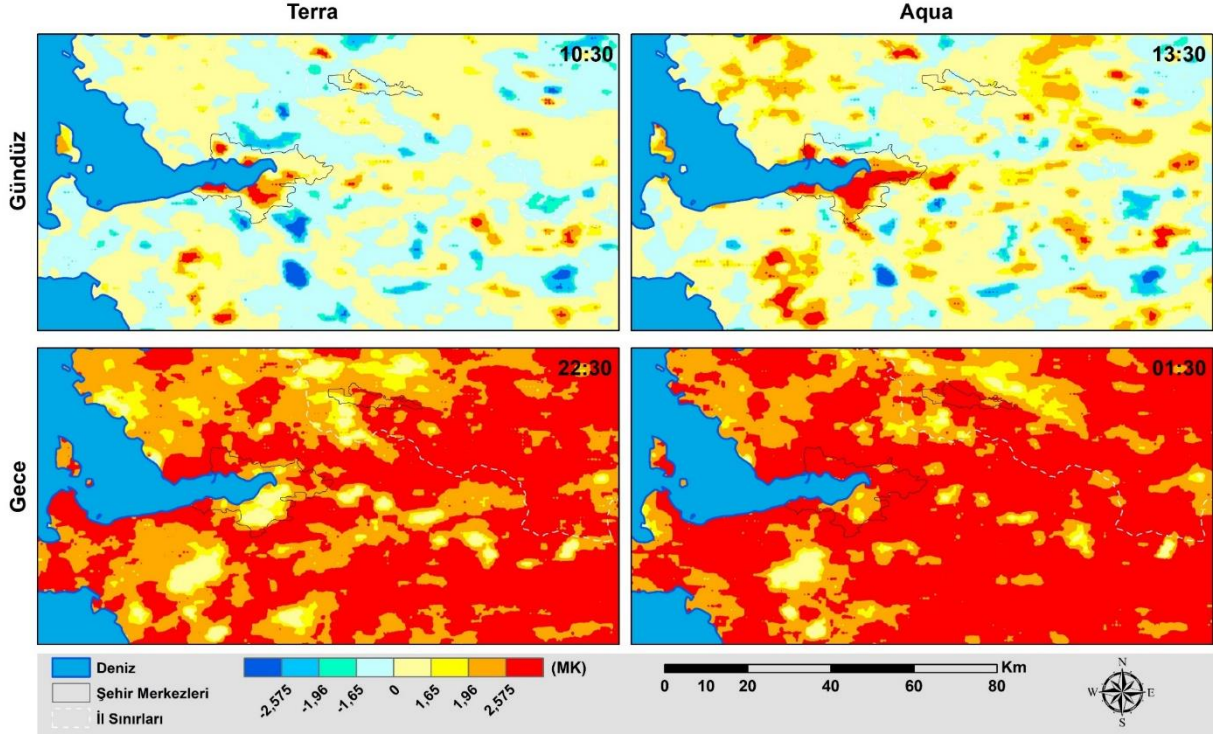 Terra
Aqua
Gündüz
10:30
13:30
Gece
22:30
01:30
Deniz
Şehir Merkezleri
İl Sınırları
(MK)
-2,575 -1,96 -1,65 0 1,65 1,96 2,575
Km
0 10 20 40 60 80
N
W E
S